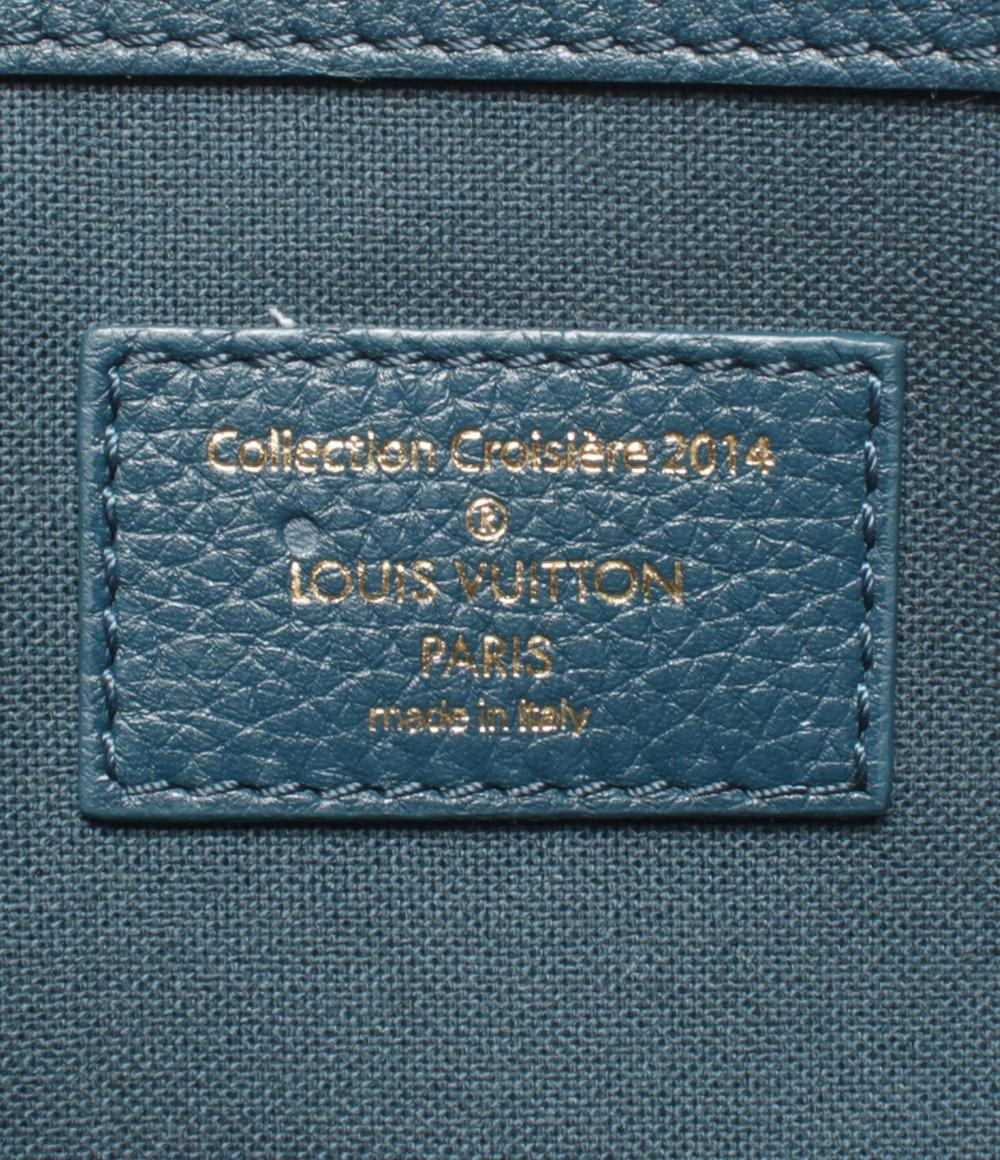 Collection Croisière 2014
®
LOUIS VUITTON
PARIS
made in Italy